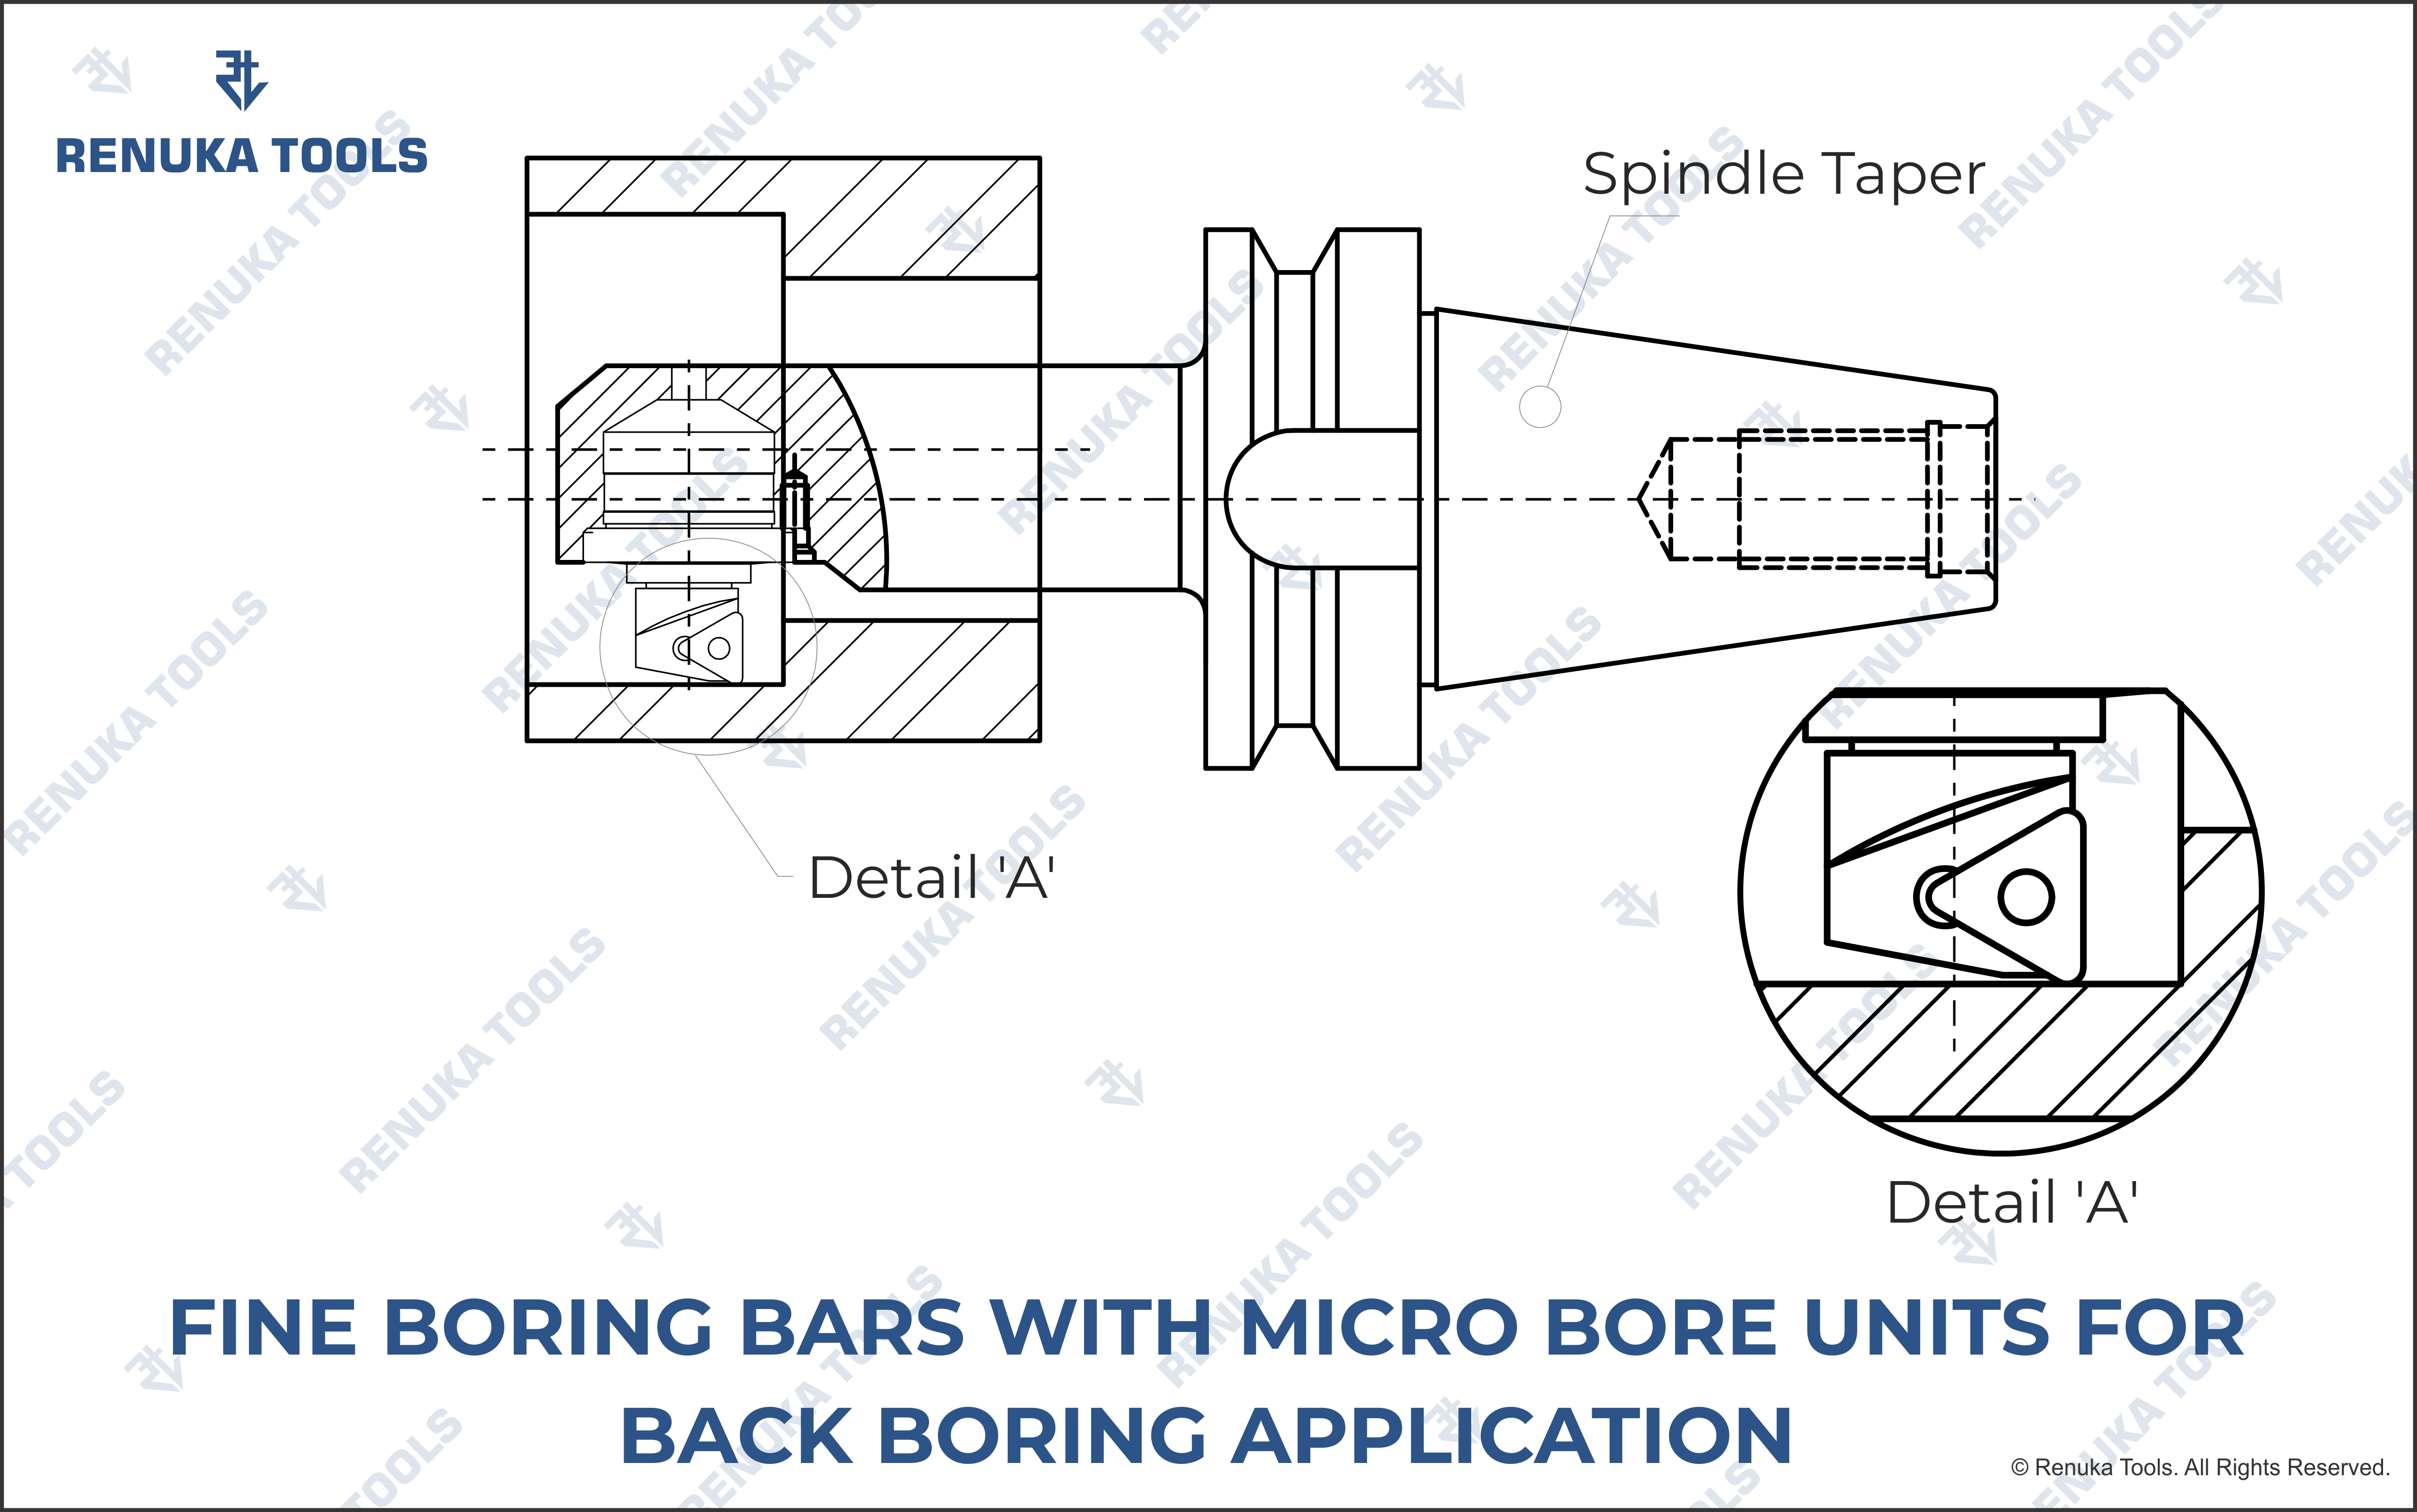 RENUKA TOOLS
Spindle Taper
Detail 'A'
Detail 'A'
FINE BORING BARS WITH MICRO BORE UNITS FOR
BACK BORING APPLICATION
© Renuka Tools. All Rights Reserved.